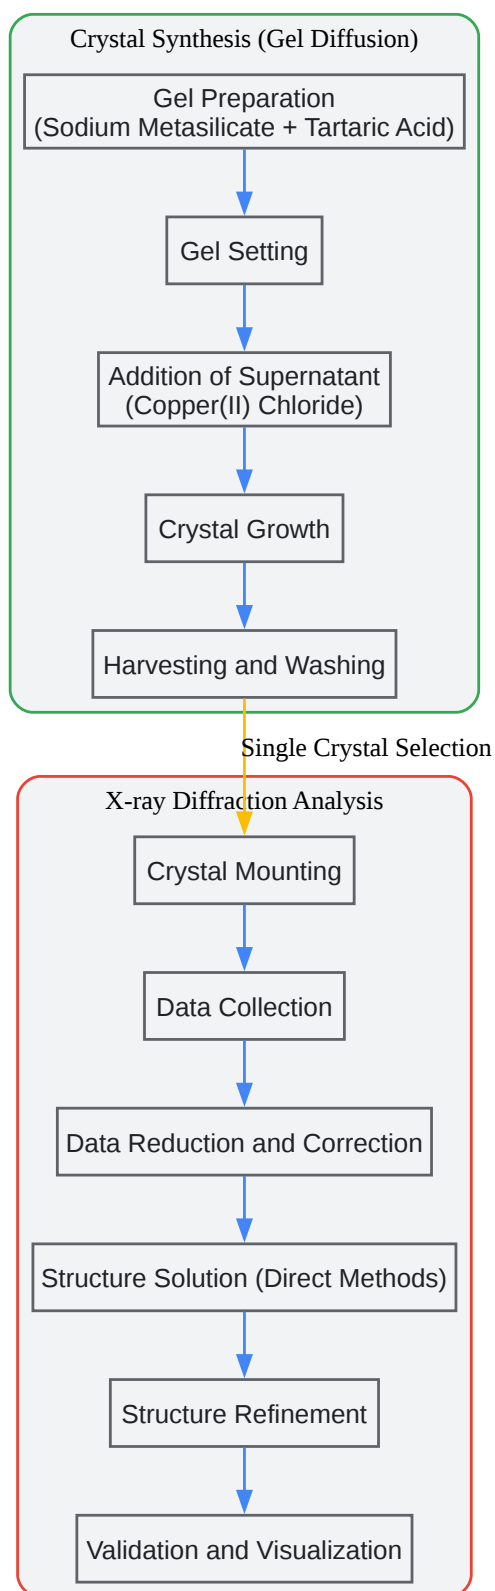 Crystal Synthesis (Gel Diffusion)
Gel Preparation
(Sodium Metasilicate + Tartaric Acid)
Gel Setting
Addition of Supernatant
(Copper(II) Chloride)
Crystal Growth
Harvesting and Washing
Single Crystal Selection
X-ray Diffraction Analysis
Crystal Mounting
Data Collection
Data Reduction and Correction
Structure Solution (Direct Methods)
Structure Refinement
Validation and Visualization